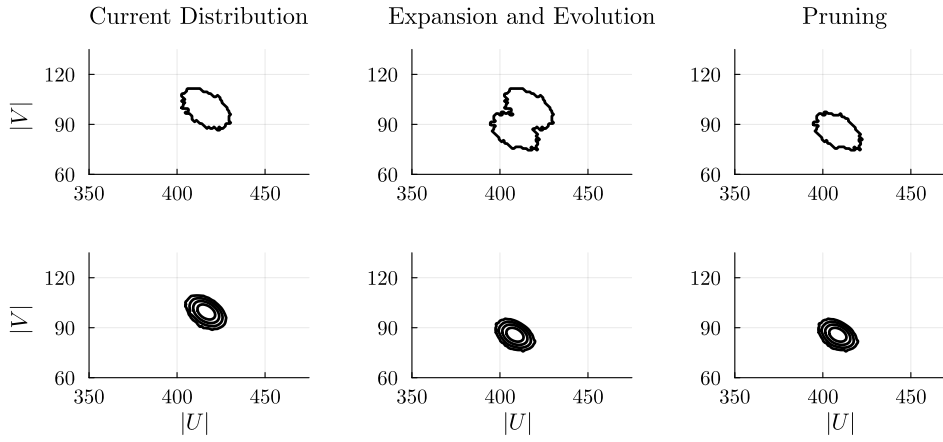 Current Distribution Expansion and Evolution Pruning
120 120 120
|V| 90 90 90
60 60 60
350 400 450 350 400 450 350 400 450
120 120 120
|V| 90 90 90
60 60 60
350 400 450 350 400 450 350 400 450
|U| |U| |U|